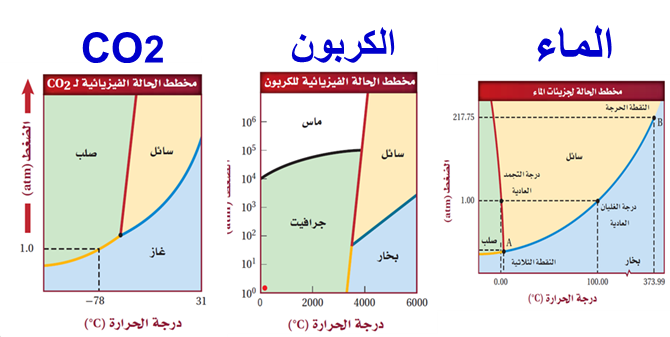 CO2
الكربون
الماء
مخطط الحالة الفيزيائية لـ CO2
الضغط (atm)
صلب
سائل
غاز
1.0
−78
31
درجة الحرارة (°C)
مخطط الحالة الفيزيائية للكربون
ماس
سائل
جرافيت
بخار
10⁶
10⁵
10⁴
10³
10²
10¹
10⁰
0
2000
4000
6000
درجة الحرارة (°C)
مخطط الحالة لجزيئات الماء
النقطة الحرجة
B
217.75
سائل
درجة التجمد
العادية
1.00
درجة الغليان
العادية
الضغط
(atm)
صلب
A
النقطة الثلاثية
بخار
0.00
100.00
373.99
درجة الحرارة (°C)